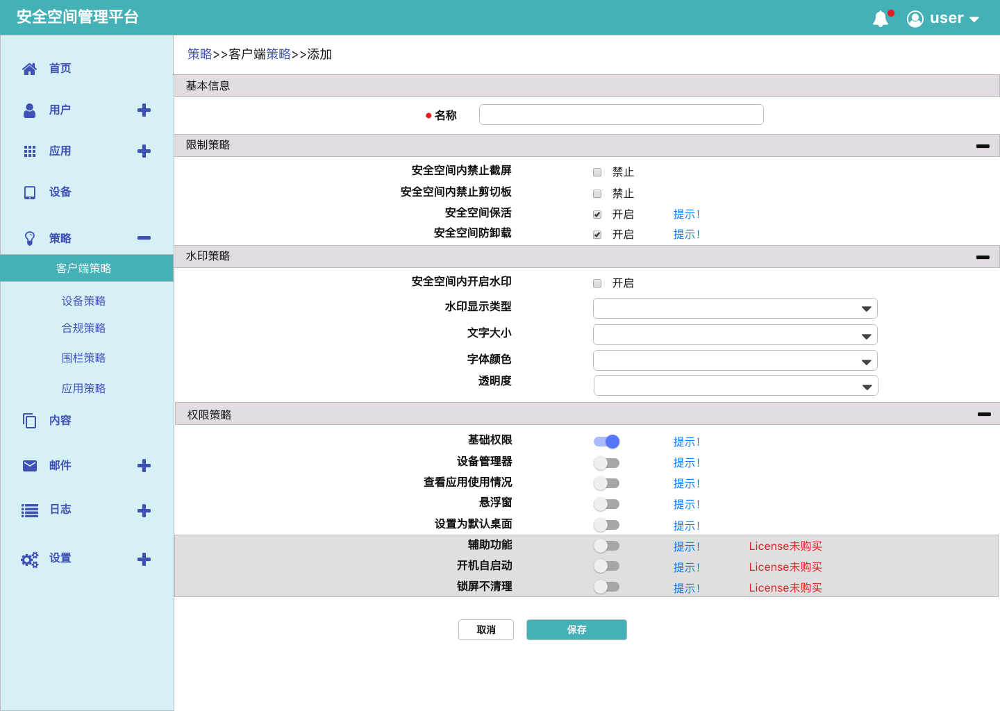 安全空间管理平台
user
首页
用户
应用
设备
策略
客户端策略
设备策略
合规策略
围栏策略
应用策略
内容
邮件
日志
设置
策略>>客户端策略>>添加
基本信息
名称
限制策略
安全空间内禁止截屏 禁止
安全空间内禁止剪切板 禁止
安全空间保活 开启 提示！
安全空间防卸载 开启 提示！
水印策略
安全空间内开启水印 开启
水印显示类型
文字大小
字体颜色
透明度
权限策略
基础权限 提示！
设备管理器 提示！
查看应用使用情况 提示！
悬浮窗 提示！
设置为默认桌面 提示！
辅助功能 提示！ License未购买
开机自启动 提示！ License未购买
锁屏不清理 提示！ License未购买
取消 保存